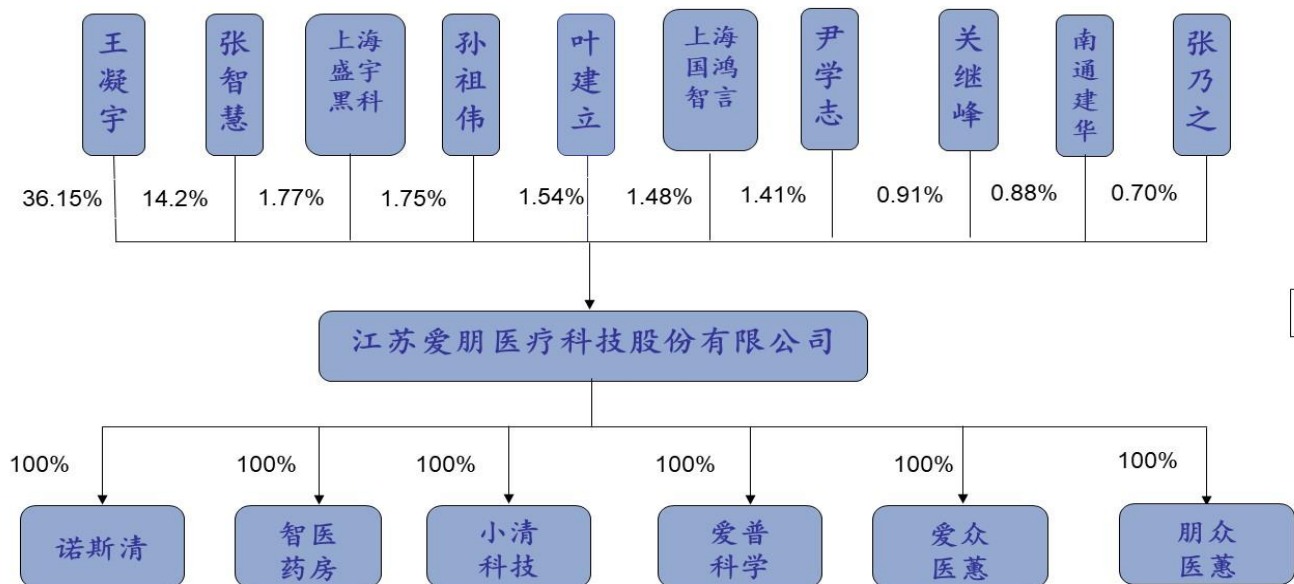 王凝宇
张智慧
上海
盛宇
黑科
孙祖伟
叶建立
上海
国鸿
智言
尹学志
关继峰
南通建华
张乃之
36.15%
14.2%
1.77%
1.75%
1.54%
1.48%
1.41%
0.91%
0.88%
0.70%
江苏爱朋医疗科技股份有限公司
100%
100%
100%
100%
100%
100%
诺斯清
智医
药房
小清
科技
爱普
科学
爱众
医蕙
朋众
医蕙